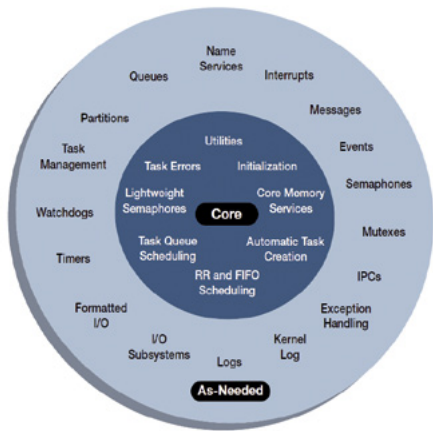 Name
Services
Queues
Interrupts
Partitions
Messages
Task
Management
Events
Watchdogs
Semaphones
Timers
Mutexes
Formatted
I/O
IPCs
I/O
Subsystems
Exception
Handling
Logs
Kernel
Log
As-Needed
Utilities
Task Errors
Initialization
Lightweight
Semaphores
Core
Core Memory
Services
Task Queue
Scheduling
Automatic Task
Creation
RR and FIFO
Scheduling